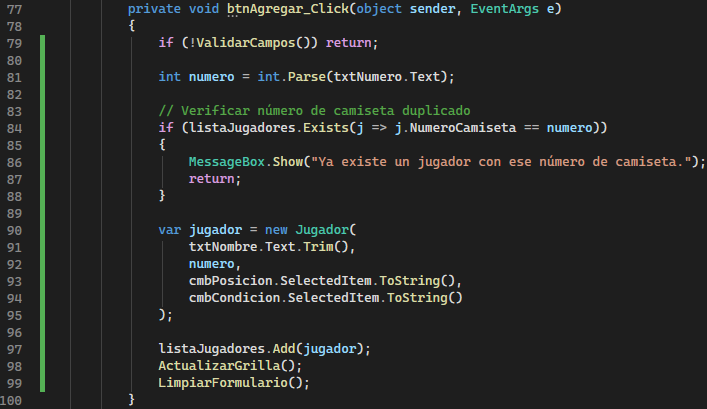 77 private void btnAgregar_Click(object sender, EventArgs e)
78 {
79 if (!ValidarCampos()) return;
80
81 int numero = int.Parse(txtNumero.Text);
82
83 // Verificar número de camiseta duplicado
84 if (listaJugadores.Exists(j => j.NumeroCamiseta == numero))
85 {
86 MessageBox.Show("Ya existe un jugador con ese número de camiseta.");
87 return;
88 }
89
90 var jugador = new Jugador(
91 txtNombre.Text.Trim(),
92 numero,
93 cmbPosicion.SelectedItem.ToString(),
94 cmbCondicion.SelectedItem.ToString()
95 );
96
97 listaJugadores.Add(jugador);
98 ActualizarGrilla();
99 LimpiarFormulario();
100 }